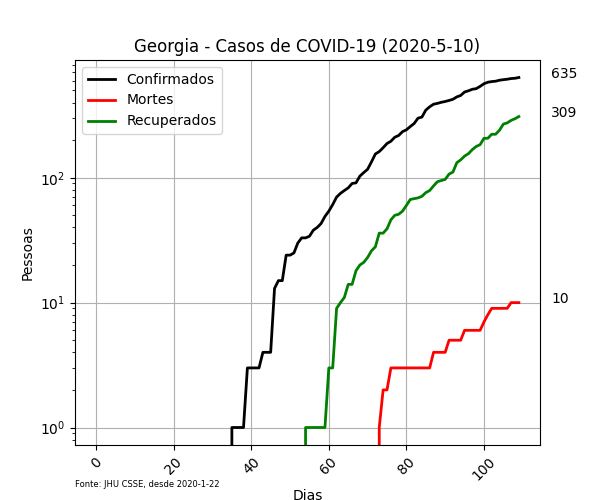 Georgia - Casos de COVID-19 (2020-5-10)
Confirmados
Mortes
Recuperados
635
309
10
Pessoas
10²
10¹
10⁰
0
20
40
60
80
100
Dias
Fonte: JHU CSSE, desde 2020-1-22